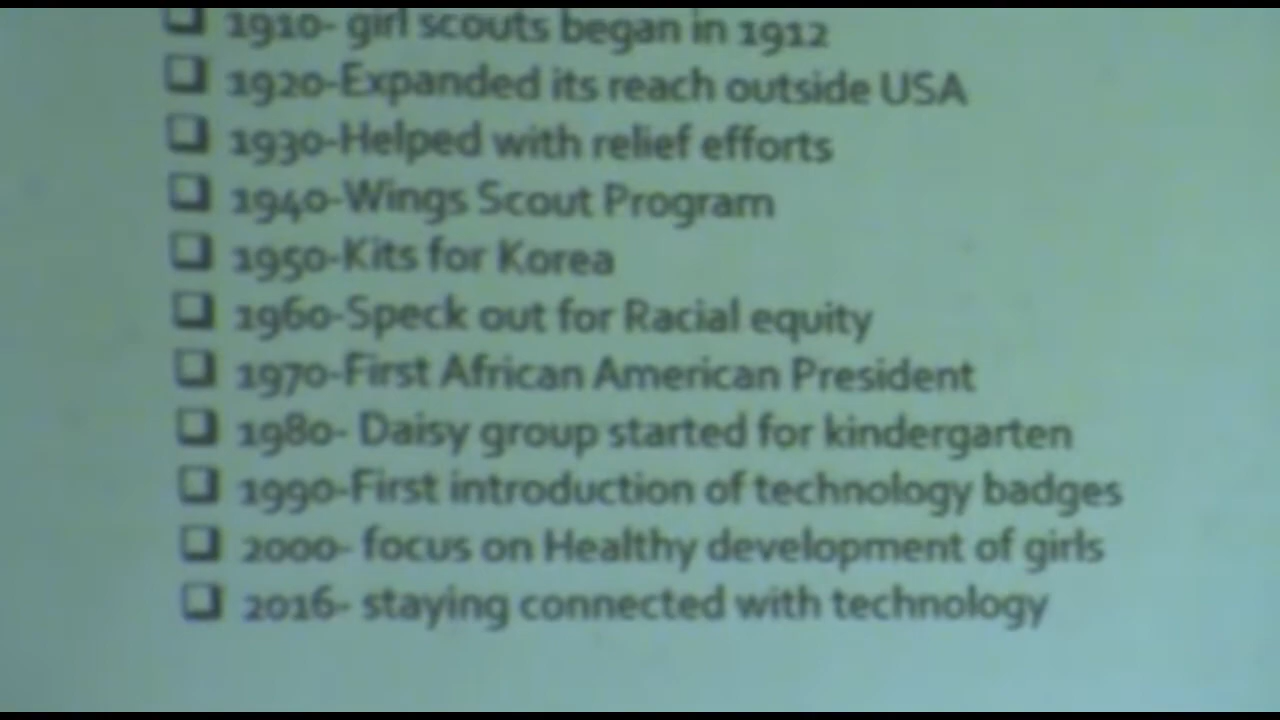 ❑ 1910- girl scouts began in 1912
❑ 1920-Expanded its reach outside USA
❑ 1930-Helped with relief efforts
❑ 1940-Wings Scout Program
❑ 1950-Kits for Korea
❑ 1960-Speck out for Racial equity
❑ 1970-First African American President
❑ 1980- Daisy group started for kindergarten
❑ 1990-First introduction of technology badges
❑ 2000- focus on Healthy development of girls
❑ 2016- staying connected with technology